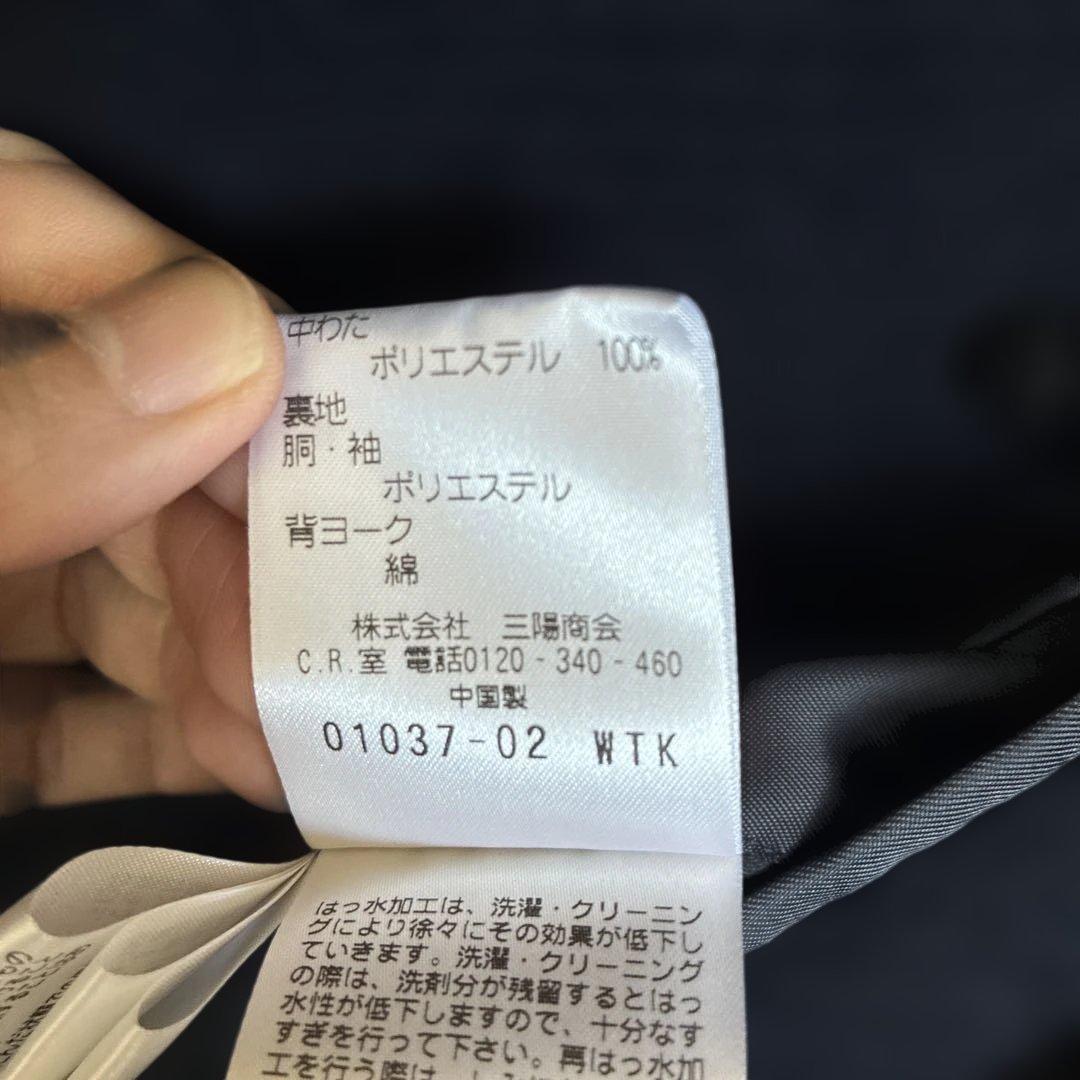 中わた
ポリエステル 100%
裏地
胴・袖
ポリエステル
背ヨーク
綿
株式会社 三陽商会
C.R.室 電話0120-340-460
中国製
01037-02 WTK
はっ水加工は、洗濯・クリーニン
グにより徐々にその効果が低下し
ていきます。洗濯・クリーニング
の際は、洗剤分が残留するとはっ
水性が低下しますので、十分なす
すぎを行って下さい。再はっ水加
工を行う際は、